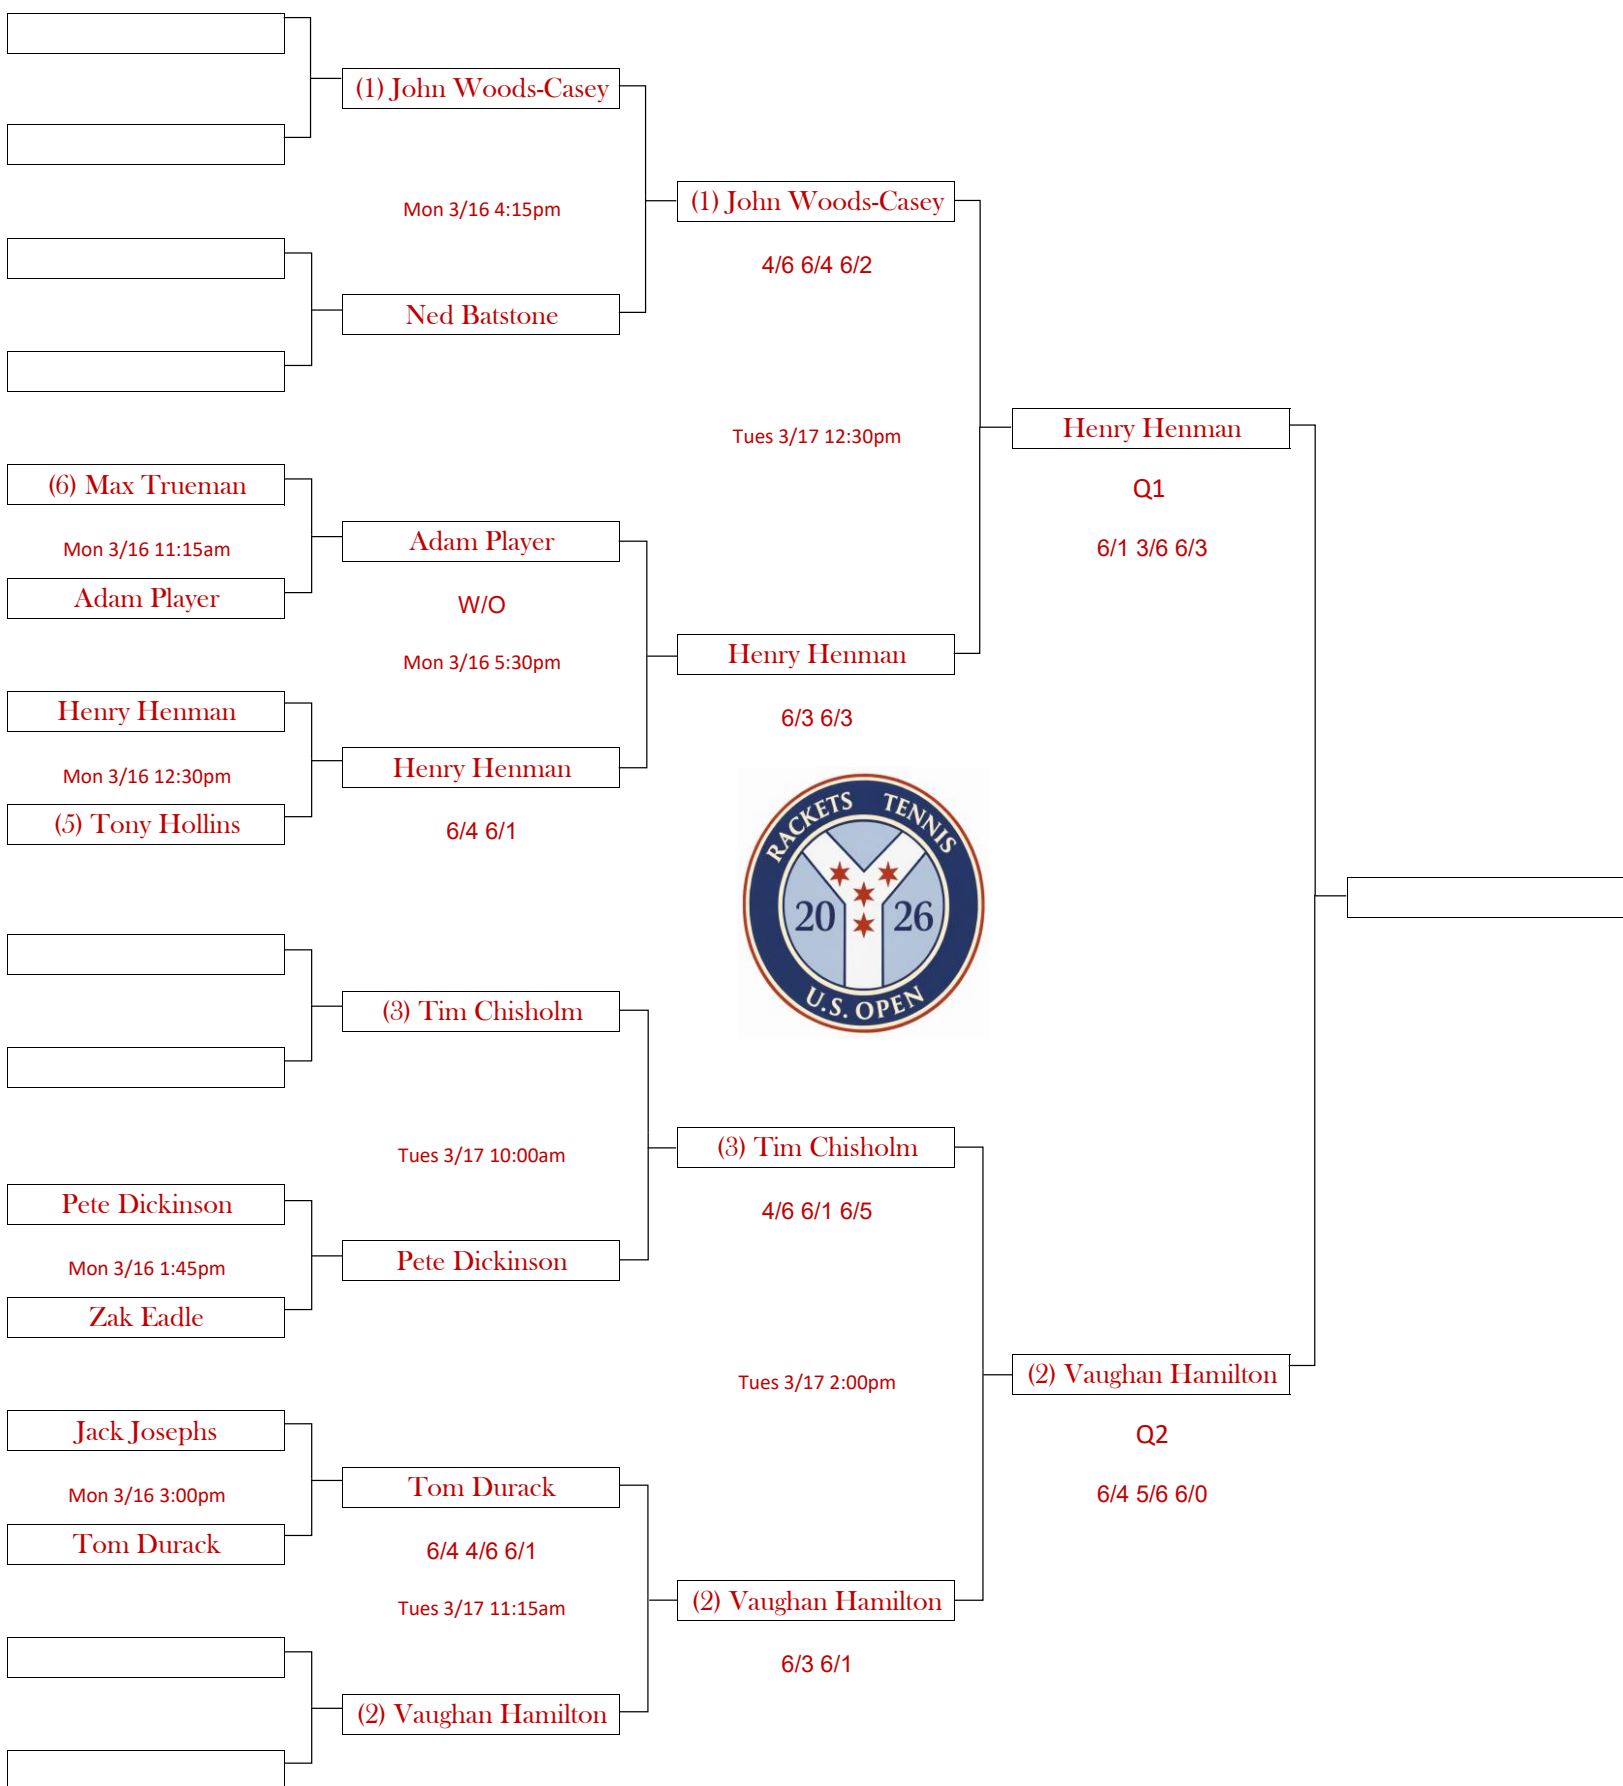 (1) John Woods-Casey
Mon 3/16 4:15pm
(1) John Woods-Casey
4/6 6/4 6/2
Ned Batstone
Tues 3/17 12:30pm
Henry Henman
Q1
6/1 3/6 6/3
(6) Max Trueman
Mon 3/16 11:15am
Adam Player
Adam Player
W/O
Mon 3/16 5:30pm
Henry Henman
6/3 6/3
Henry Henman
Mon 3/16 12:30pm
(5) Tony Hollins
Henry Henman
6/4 6/1
RACKETS TENNIS
20 26
U.S. OPEN
(3) Tim Chisholm
Tues 3/17 10:00am
(3) Tim Chisholm
4/6 6/1 6/5
Pete Dickinson
Mon 3/16 1:45pm
Zak Eadle
Pete Dickinson
Tues 3/17 2:00pm
(2) Vaughan Hamilton
Q2
6/4 5/6 6/0
Jack Josephs
Mon 3/16 3:00pm
Tom Durack
Tom Durack
6/4 4/6 6/1
Tues 3/17 11:15am
(2) Vaughan Hamilton
6/3 6/1
(2) Vaughan Hamilton